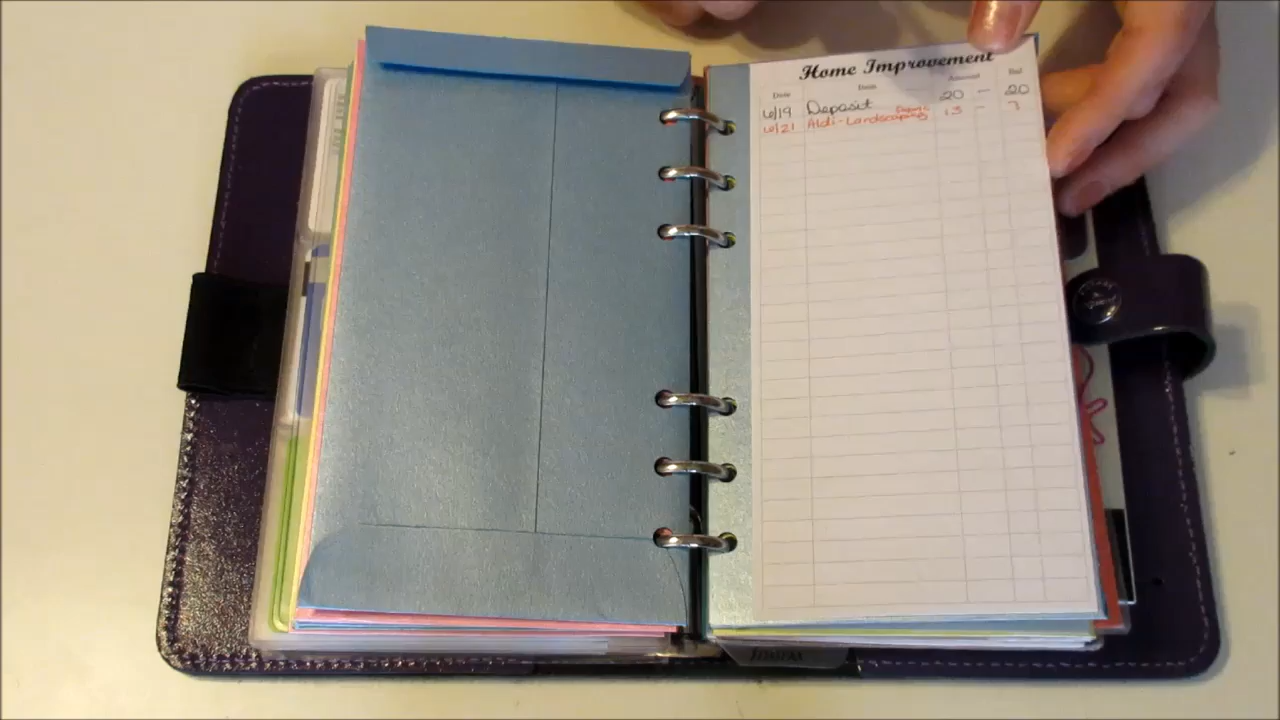 Home Improvement
Date Item Amount Bal
6/19 Deposit 20 — 20
6/21 Aldi-Landscaping 13 - 7